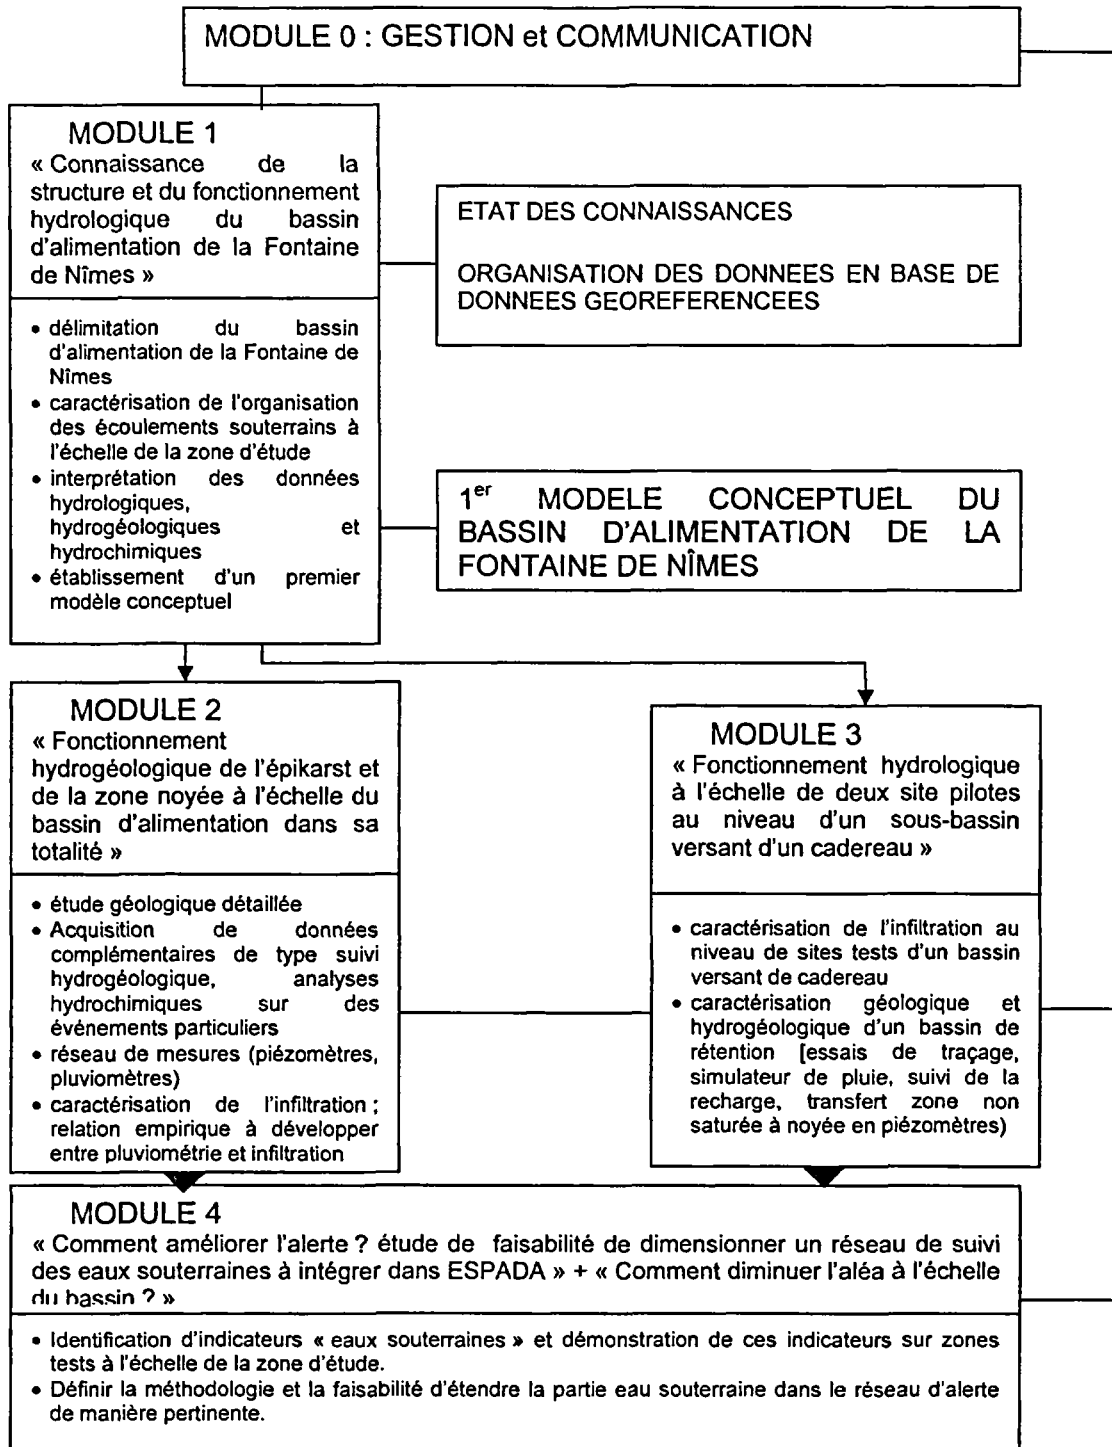 MODULE 0 : GESTION et COMMUNICATION
MODULE 1
« Connaissance de la
structure et du fonctionnement
hydrologique du bassin
d'alimentation de la Fontaine
de Nîmes »
• délimitation du bassin
d'alimentation de la Fontaine de
Nîmes
• caractérisation de l'organisation
des écoulements souterrains à
l'échelle de la zone d'étude
• interprétation des données
hydrologiques,
hydrogéologiques et
hydrochimiques
• établissement d'un premier
modèle conceptuel
ETAT DES CONNAISSANCES
ORGANISATION DES DONNEES EN BASE DE
DONNEES GEOREFERENCEES
1er MODELE CONCEPTUEL DU
BASSIN D'ALIMENTATION DE LA
FONTAINE DE NÎMES
MODULE 2
« Fonctionnement
hydrogéologique de l'épikarst et
de la zone noyée à l'échelle du
bassin d'alimentation dans sa
totalité »
• étude géologique détaillée
• Acquisition de données
complémentaires de type suivi
hydrogéologique, analyses
hydrochimiques sur des
événements particuliers
• réseau de mesures (piézomètres,
pluviomètres)
• caractérisation de l'infiltration ;
relation empirique à développer
entre pluviométrie et infiltration
MODULE 3
« Fonctionnement hydrologique
à l'échelle de deux site pilotes
au niveau d'un sous-bassin
versant d'un cadereau »
• caractérisation de l'infiltration au
niveau de sites tests d'un bassin
versant de cadereau
• caractérisation géologique et
hydrogéologique d'un bassin de
rétention [essais de traçage,
simulateur de pluie, suivi de la
recharge, transfert zone non
saturée à noyée en piézomètres)
MODULE 4
« Comment améliorer l'alerte ? étude de faisabilité de dimensionner un réseau de suivi
des eaux souterraines à intégrer dans ESPADA » + « Comment diminuer l'aléa à l'échelle
du bassin ? »
• Identification d'indicateurs « eaux souterraines » et démonstration de ces indicateurs sur zones
tests à l'échelle de la zone d'étude.
• Définir la méthodologie et la faisabilité d'étendre la partie eau souterraine dans le réseau d'alerte
de manière pertinente.